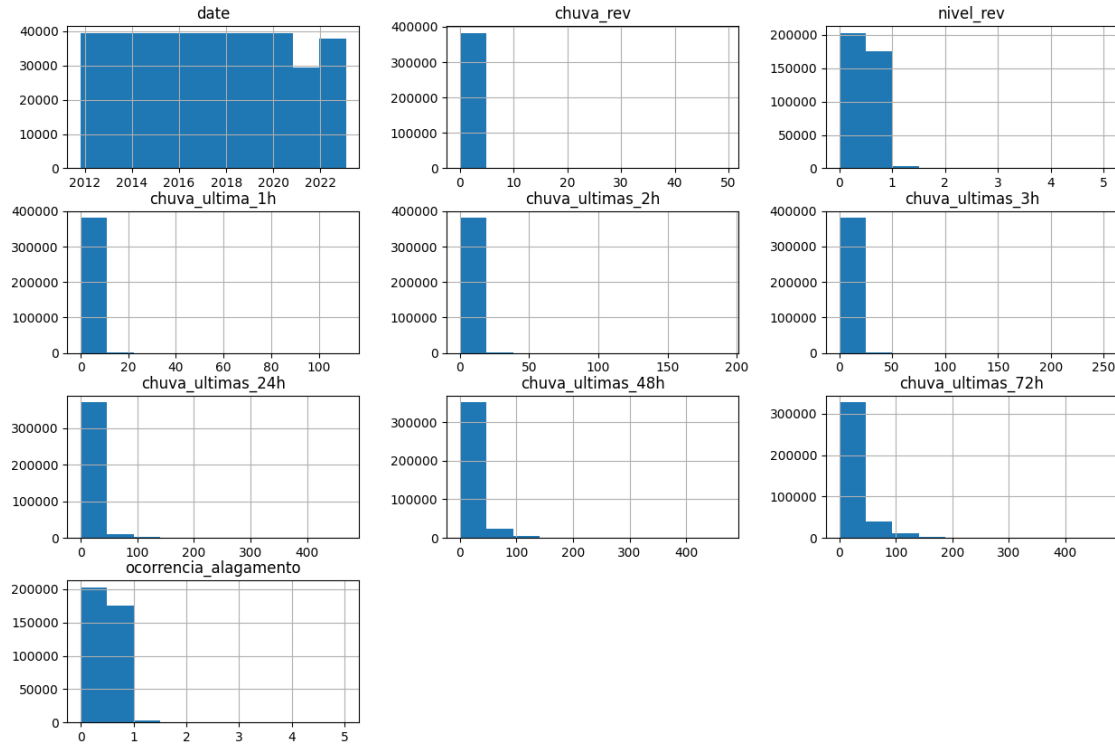 date chuva_rev nivel_rev
40000 400000 200000
30000 300000 150000
20000 200000 100000
10000 100000 50000
0 0 0
2012 2014 2016 2018 2020 2022 0 10 20 30 40 50 0 1 2 3 4 5
chuva_ultima_1h chuva_ultimas_2h chuva_ultimas_3h
400000 400000 400000
300000 300000 300000
200000 200000 200000
100000 100000 100000
0 0 0
0 20 40 60 80 100 0 50 100 150 200 0 50 100 150 200 250
chuva_ultimas_24h chuva_ultimas_48h chuva_ultimas_72h
300000 300000 300000
200000 200000 200000
100000 100000 100000
0 0 0
0 100 200 300 400 0 100 200 300 400 0 100 200 300 400
ocorrencia_alagamento
200000
150000
100000
50000
0
0 1 2 3 4 5